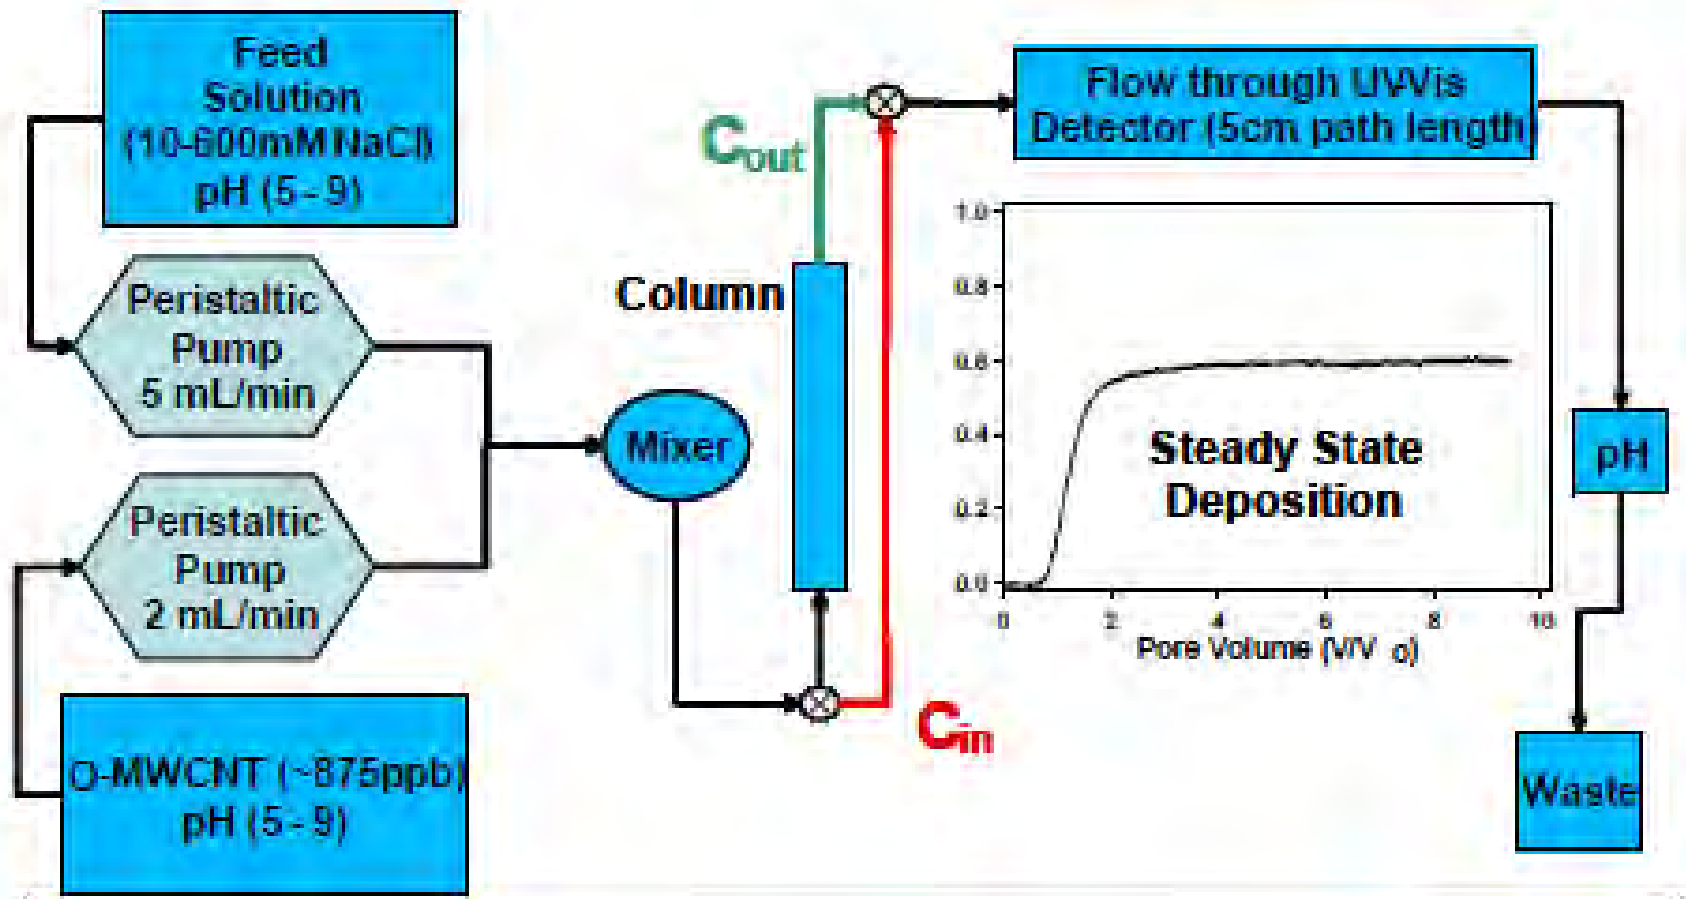 Feed
Solution
(10-600mM NaCl)
pH (5 - 9)
Peristaltic
Pump
5 mL/min
Peristaltic
Pump
2 mL/min
O-MWCNT (~875ppb)
pH (5 - 9)
Mixer
Column
Cout
Cin
Flow through UVVis
Detector (5cm path length)
1.0
0.8
0.6
0.4
0.2
0.0
Steady State
Deposition
0 2 4 6 8 10
Pore Volume (V/V o)
pH
Waste